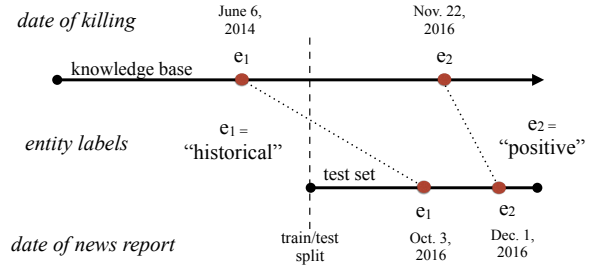 date of killing
June 6,
2014
Nov. 22,
2016
e1
e2
knowledge base
entity labels
e1 =
“historical”
e2 =
“positive”
test set
e1
e2
date of news report
train/test
split
Oct. 3,
2016
Dec. 1,
2016